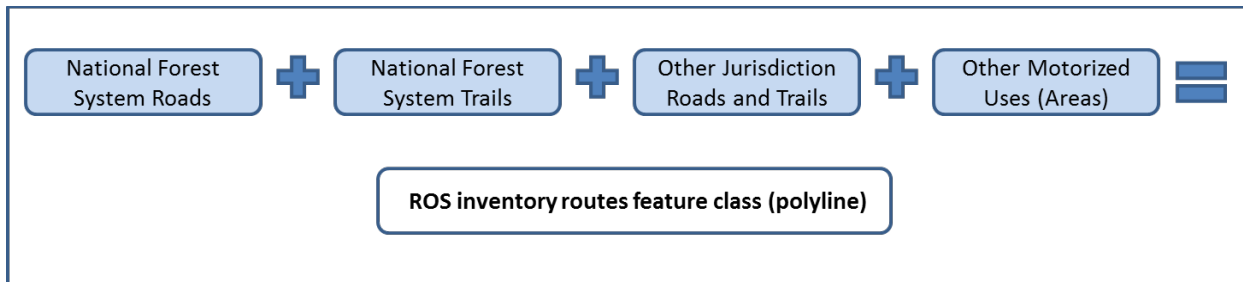 National Forest
System Roads
National Forest
System Trails
Other Jurisdiction
Roads and Trails
Other Motorized
Uses (Areas)
ROS inventory routes feature class (polyline)